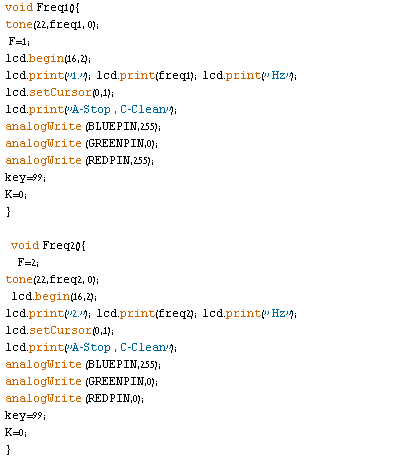 void Freq1(){
tone(22,freq1, 0);
F=1;
lcd.begin(16,2);
lcd.print("1."); lcd.print(freq1); lcd.print(" Hz");
lcd.setCursor(0,1);
lcd.print("A-Stop , C-Clean");
analogWrite (BLUEPIN,255);
analogWrite (GREENPIN,0);
analogWrite (REDPIN,255);
key=99;
K=0;
}
void Freq2(){
F=2;
tone(22,freq2, 0);
lcd.begin(16,2);
lcd.print("2."); lcd.print(freq2); lcd.print(" Hz");
lcd.setCursor(0,1);
lcd.print("A-Stop , C-Clean");
analogWrite (BLUEPIN,255);
analogWrite (GREENPIN,0);
analogWrite (REDPIN,0);
key=99;
K=0;
}